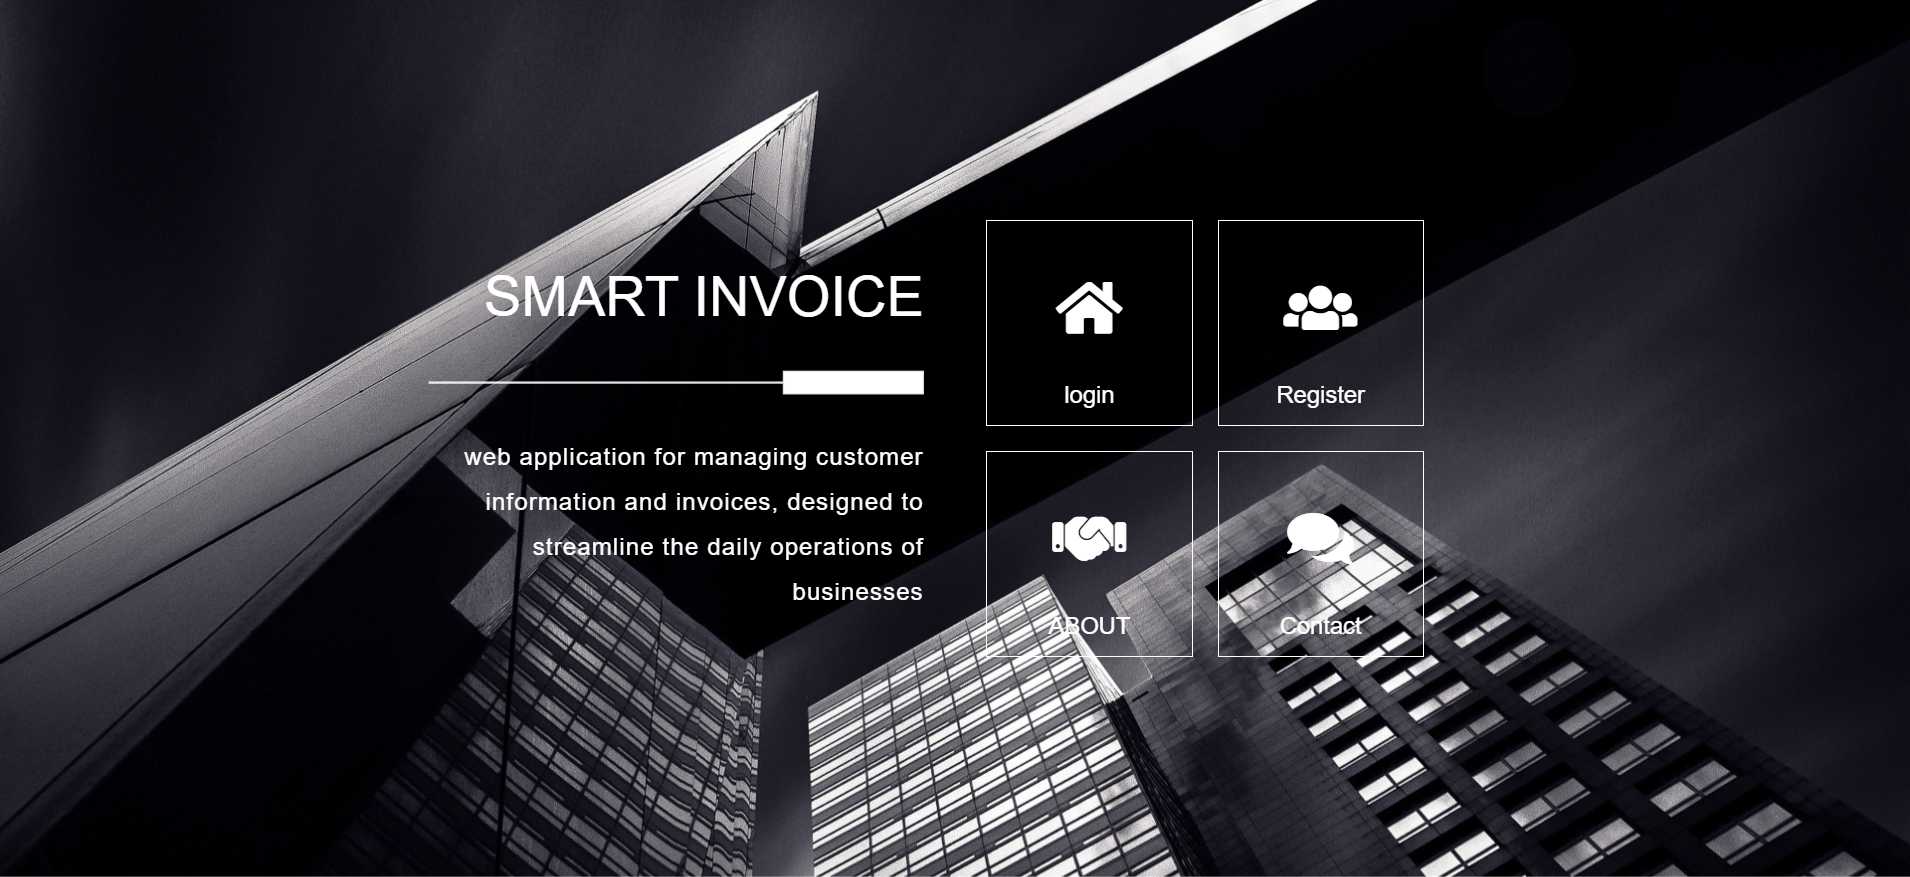 SMART INVOICE
web application for managing customer
information and invoices, designed to
streamline the daily operations of
businesses
login
Register
ABOUT
Contact